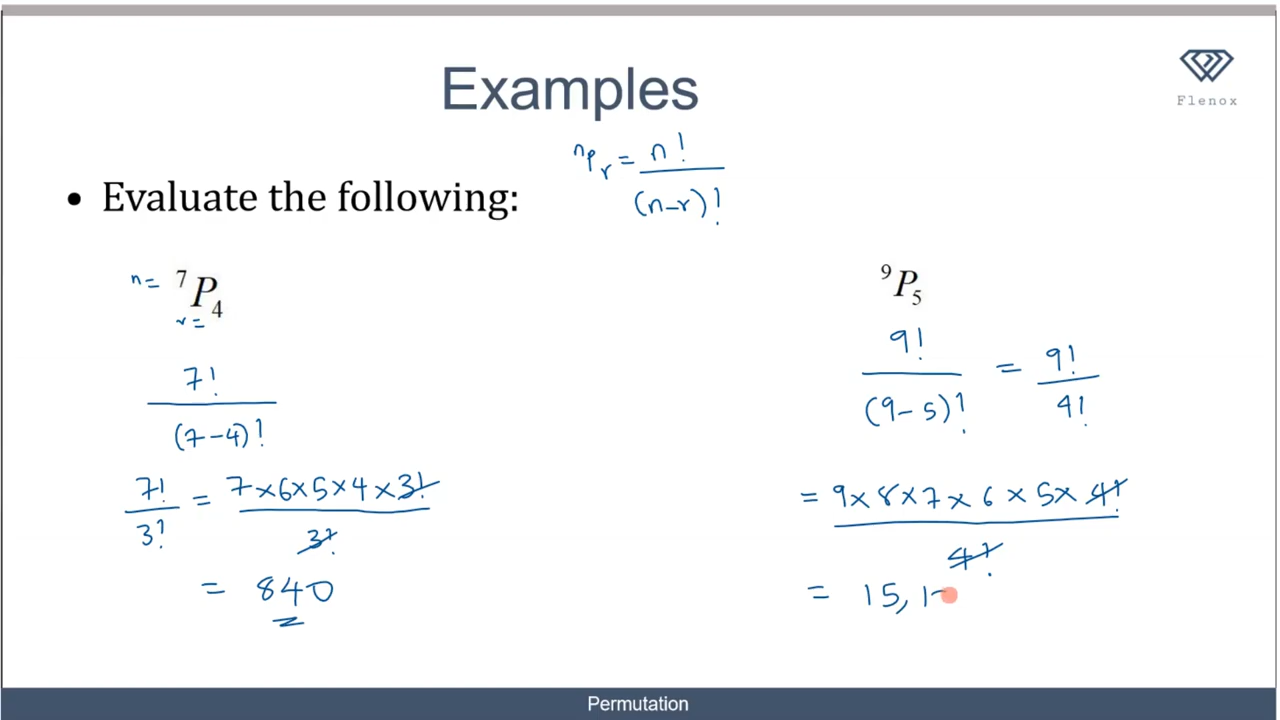 Examples
Flenox
ⁿPᵣ = n! / (n-r)!
• Evaluate the following:
n= ⁷P₄
r=
7! / (7-4)!
7! / 3! = 7×6×5×4×3! / 3!
= 840
⁹P₅
9! / (9-5)! = 9! / 4!
= 9×8×7×6×5×4! / 4!
= 15,1
Permutation